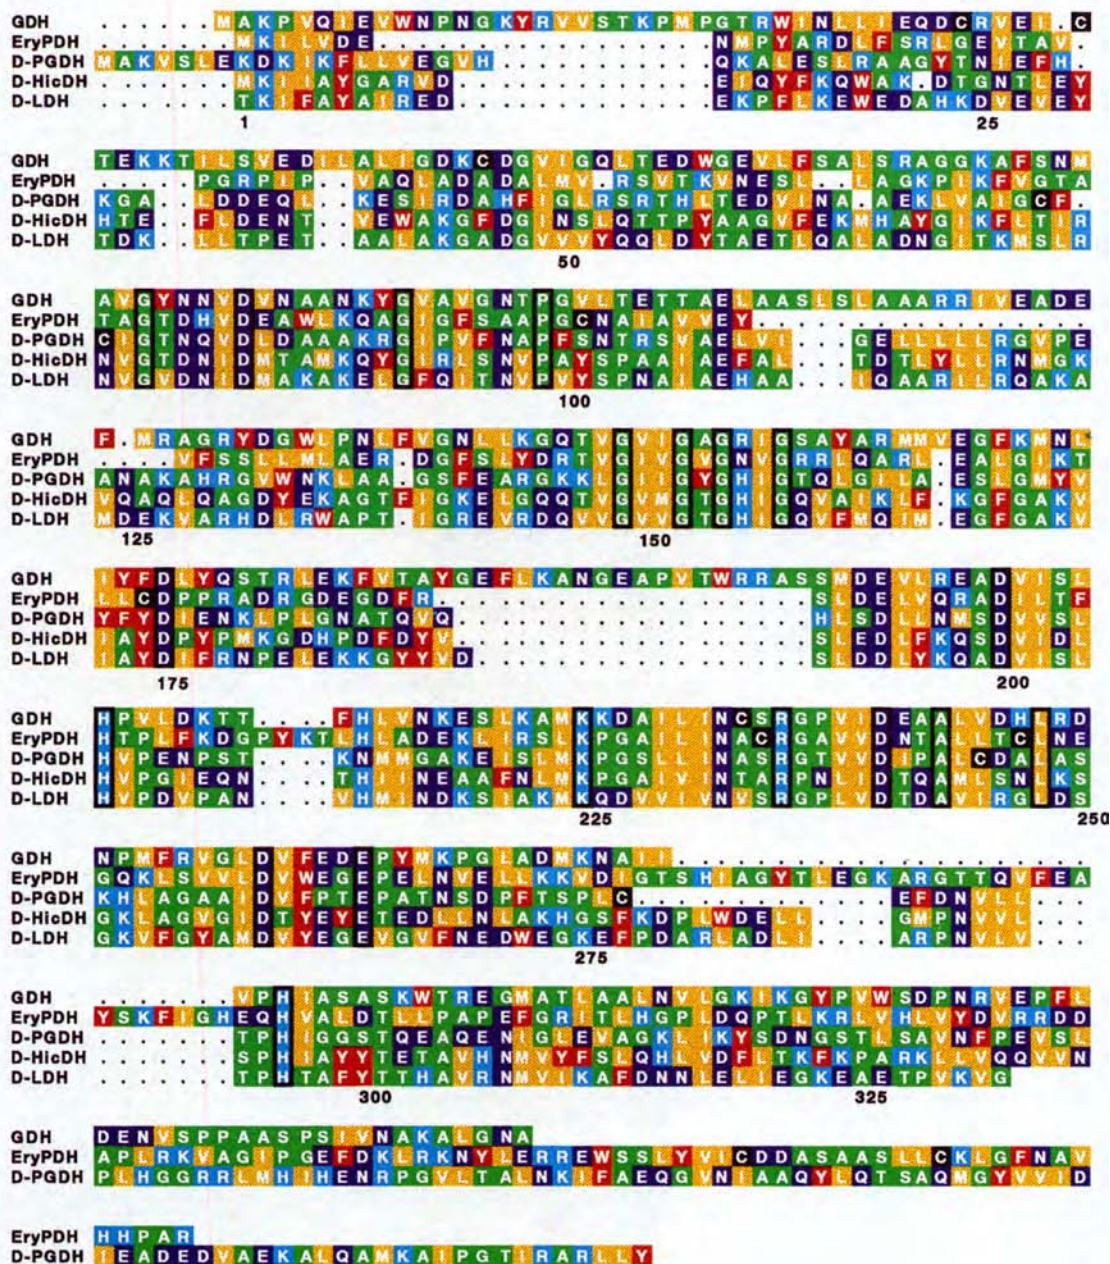 GDH ......MAKPVQIEVWNPNGKYRVVSTKPMPGTRWINLLIEQDCRVEI.C
EryPDH .......MKILVDE.................NMPYARDLFSRLGEVTAV.
D-PGDH MAKVSLEKDKIKFLLVEGVH...........QKALESLRAAGYTNIEFH.
D-HicDH .......MKIIAYGARVD.............EIQYFKQWAK.DTGNTLEY
D-LDH .......TKIFAYAIRED.............EKPFLKEWEDAHKDVEVEY
1 25
GDH TEKKTILSVEDILALIGDKCDGVIGQLTEDWGEVLFSALSRAGGKAFSNM
EryPDH .....PGRPIP..VAQLADADALMV.RSVTKVNESL..LAGKPIKFVGTA
D-PGDH KGA..LDDEQL..KESIRDAHFIGLRSRTHLTEDVINA.AEKLVAIGCF.
D-HicDH HTE..FLDENT..VEWAKGFDGINSLQTTPYAAGVFEKMHAYGIKFLTIR
D-LDH TDK..LLTPET..AALAKGADGVVVYQQLDYTAETLQALADNGITKMSLR
50
GDH AVGYNNVDVNAANKYGVAVGNTPGVLTETTAELAASLSLAAARRIVEADE
EryPDH TAGTDHVDEAWLKQAGIGFSAAPGCNAIAVVEY.................
D-PGDH CIGTNQVDLDAAAKRGIPVFNAPFSNTRSVAELVI...GELLLLLRGVPE
D-HicDH NVGTDNIDMTAMKQYGIRLSNVPAYSPAAIAEFAL...TDTLYLLRNMGK
D-LDH NVGVDNIDMAKAKELGFQITNVPVYSPNAIAEHAA...IQAARILRQAKA
100
GDH F.MRAGRYDGWLPNLFVGNLLKGQTVGVIGAGRIGSAYARMMVEGFKMNL
EryPDH ....VFSSLLMLAER.DGFSLYDRTVGIVGVGNVGRRLQARL.EALGIKT
D-PGDH ANAKAHRGVWNKLAA.GSFEARGKKLGIIGYGHIGTQLGILA.ESLGMYV
D-HicDH VQAQLQAGDYEKAGTFIGKELGQQTVGVMGTGHIGQVAIKLF.KGFGAKV
D-LDH MDEKVARHDLRWAPT.IGREVRDQVVGVVGTGHIGQVFMQIM.EGFGAKV
125 150
GDH IYFDLYQSTRLEKFVTAYGEFLKANGEAPVTWRRASSMDEVLREADVISL
EryPDH LLCDPPRADRGDEGDFR...................SLDELVQRADILTF
D-PGDH YFYDIENKLPLGNATQVQ..................HLSDLLNMSDVVSL
D-HicDH IAYDPYPMKGDHPDFDYV..................SLEDLFKQSDVIDL
D-LDH IAYDIFRNPELEKKGYYVD.................SLDDLYKQADVISL
175 200
GDH HPVLDKTT....FHLVNKESLKAMKKDAILINCSRGPVIDEAALVDHLRD
EryPDH HTPLFKDGPYKTLHLADEKLIRSLKPGAILINACRGAVVDNTALLTCLNE
D-PGDH HVPENPST....KNMMGAKEISLMKPGSLLINASRGTVVDIPALCDALAS
D-HicDH HVPGIEQN....THIINEAAFNLMKPGAIVINTARPNLIDTQAMLSNLKS
D-LDH HVPDVPAN....VHMINDKSIAKMKQDVVIVNVSRGPLVDTDAVIRGLDS
225 250
GDH NPMFRVGLDVFEDEPYMKPGLADMKNAII.....................
EryPDH GQKLSVVLDVWEGEPELNVELLKKVDIGTSHIAGYTLEGKARGTTQVFEA
D-PGDH KHLAGAAIDVFPTEPATNSDPFTSPLC.............EFDNVLL...
D-HicDH GKLAGVGIDTYEYETEDLLNLAKHGSFKDPLWDELL....GMPNVVL...
D-LDH GKVFGYAMDVYEGEVGVFNEDWEGKEFPDARLADLI....ARPNVLV...
275
GDH .......VPHIASASKWTREGMATLAALNVLGKIKGYPVWSDPNRVEPFL
EryPDH YSKFIGHEQHVALDTLLPAPEFGRITLHGPLDQPTLKRLVHLVYDVRRDD
D-PGDH .......TPHIGGSTQEAQENIGLEVAGKLIKYSDNGSTLSAVNFPEVSL
D-HicDH .......SPHIAYYTETAVHNMVYFSLQHLVDFLTKFKPARKLLVQQVVN
D-LDH .......TPHTAFYTTHAVRNMVIKAFDNNLELIEGKEAETPVKVG
300 325
GDH DENVSPPAASPSIVNAKALGNA
EryPDH APLRKVAGIPGEFDKLRKNYLERREWSSLYVICDDASAASLLCKLGFNAV
D-PGDH PLHGGRRLMHIHENRPGVLTALNKIFAEQGVNIAAQYLQTSAQMGYVVID
EryPDH HHPAR
D-PGDH IEADEDVAEKALQAMKAIPGTIRARLLY